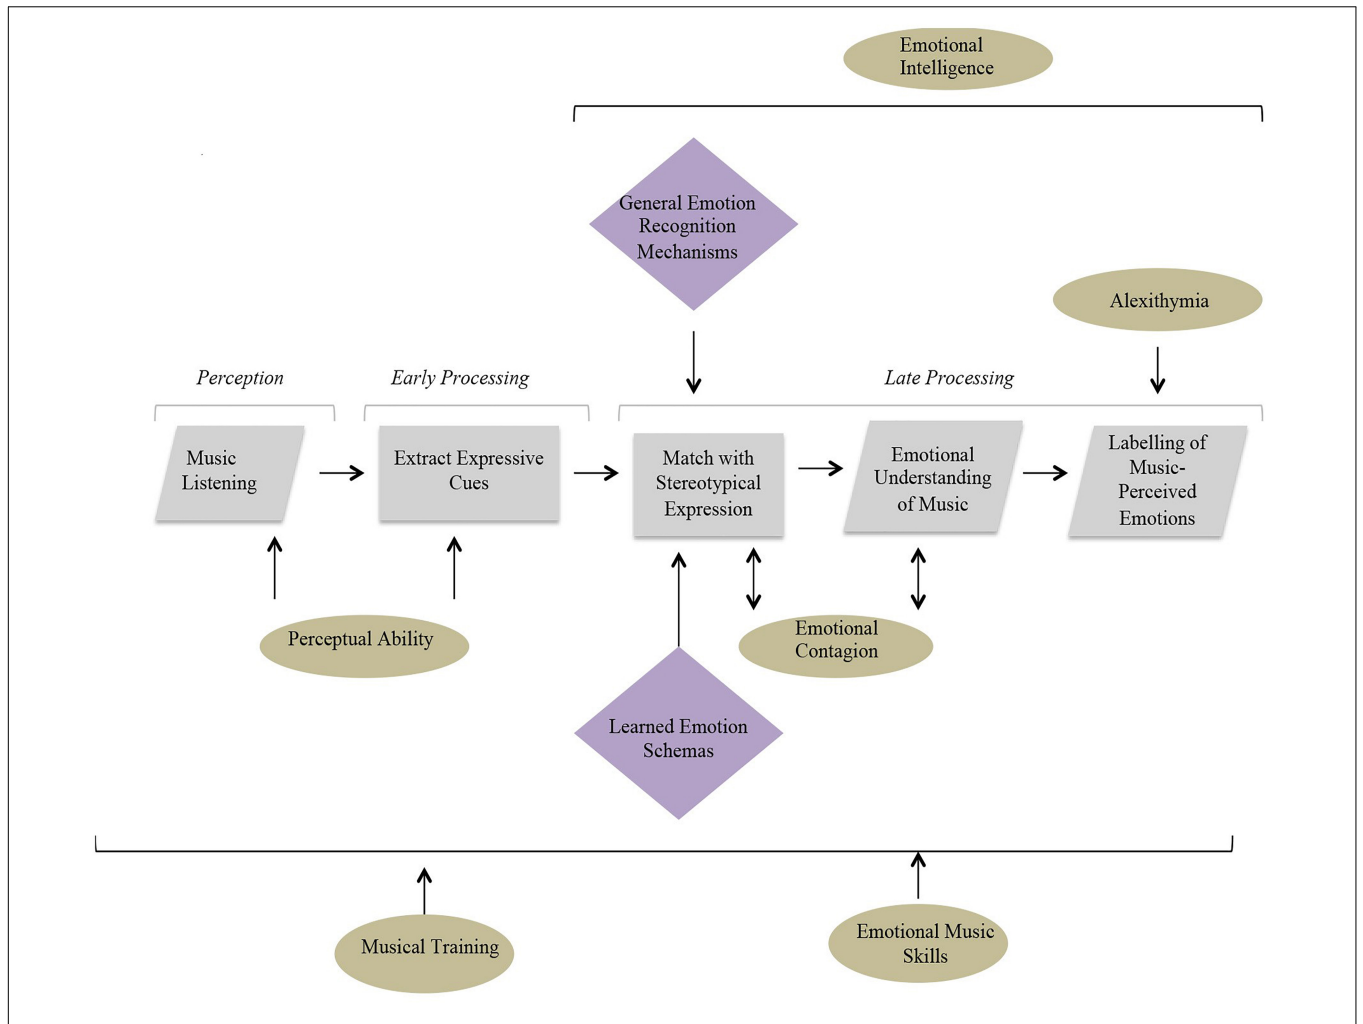 Emotional
Intelligence
General Emotion
Recognition
Mechanisms
Alexithymia
Perception
Early Processing
Late Processing
Music
Listening
Extract Expressive
Cues
Match with
Stereotypical
Expression
Emotional
Understanding
of Music
Labelling of
Music-
Perceived
Emotions
Perceptual Ability
Emotional
Contagion
Learned Emotion
Schemas
Musical Training
Emotional Music
Skills